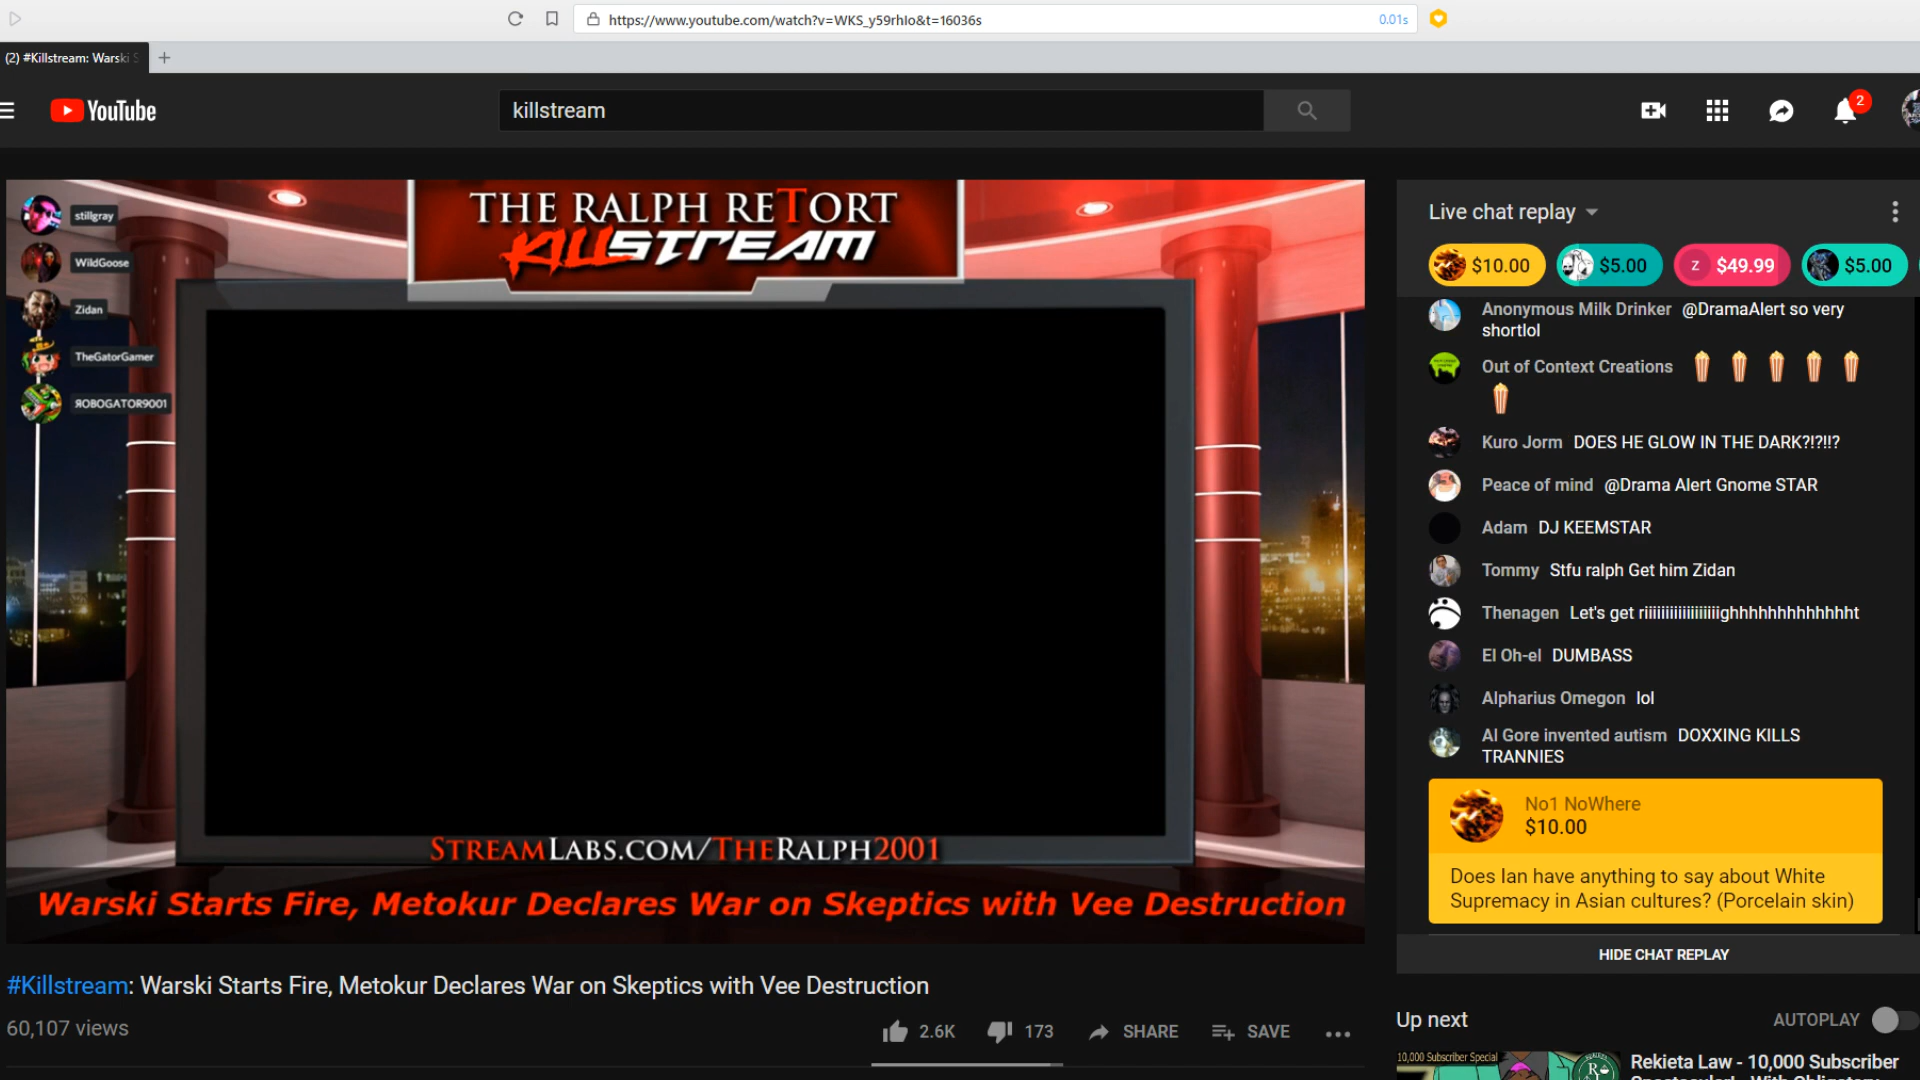 https://www.youtube.com/watch?v=WKS_y59rhIo&t=16036s
0.01s
(2) #Killstream: Warski S
YouTube
killstream
2
stillgray
WildGoose
Zidan
TheGatorGamer
ЯOBOGATOR9001
THE RALPH RETORT
KILLSTREAM
STREAMLABS.COM/THERALPH2001
Warski Starts Fire, Metokur Declares War on Skeptics with Vee Destruction
#Killstream: Warski Starts Fire, Metokur Declares War on Skeptics with Vee Destruction
60,107 views
2.6K
173
SHARE
SAVE
Live chat replay
$10.00
$5.00
Z $49.99
$5.00
Anonymous Milk Drinker @DramaAlert so very
shortlol
Out of Context Creations
Kuro Jorm DOES HE GLOW IN THE DARK?!?!!?
Peace of mind @Drama Alert Gnome STAR
Adam DJ KEEMSTAR
Tommy Stfu ralph Get him Zidan
Thenagen Let's get riiiiiiiiiiiiiiiiighhhhhhhhhhhhht
El Oh-el DUMBASS
Alpharius Omegon lol
Al Gore invented autism DOXXING KILLS
TRANNIES
No1 NoWhere
$10.00
Does Ian have anything to say about White
Supremacy in Asian cultures? (Porcelain skin)
HIDE CHAT REPLAY
Up next
AUTOPLAY
10,000 Subscriber Special
Rekieta Law - 10,000 Subscriber